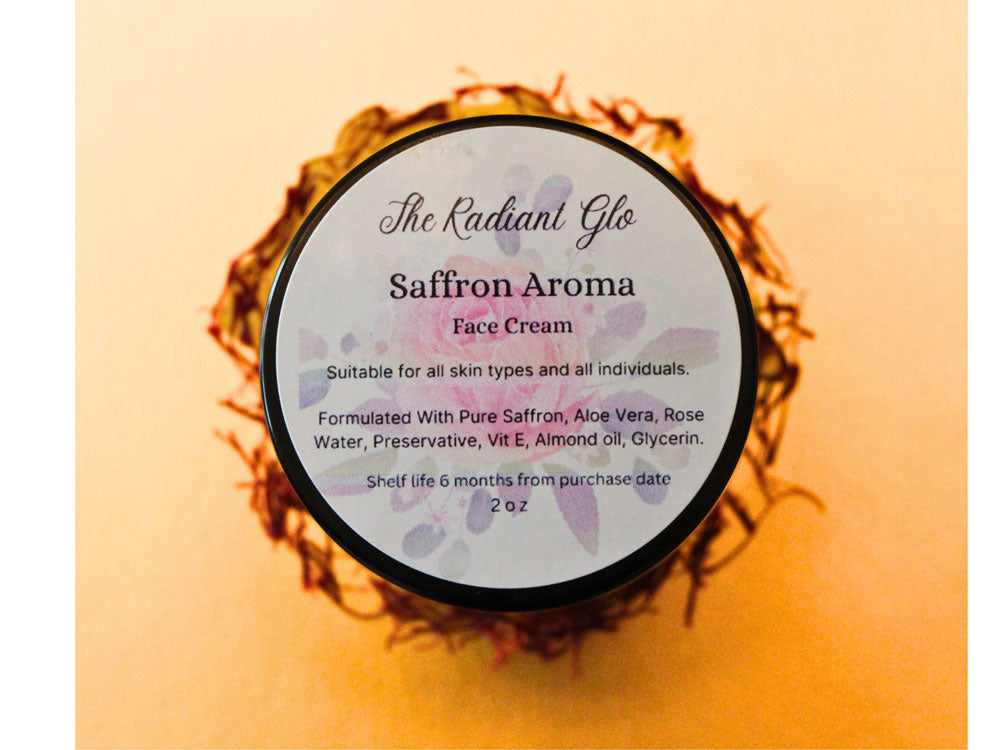 The Radiant Glo
Saffron Aroma
Face Cream
Suitable for all skin types and all individuals.
Formulated With Pure Saffron, Aloe Vera, Rose
Water, Preservative, Vit E, Almond oil, Glycerin.
Shelf life 6 months from purchase date
2 oz